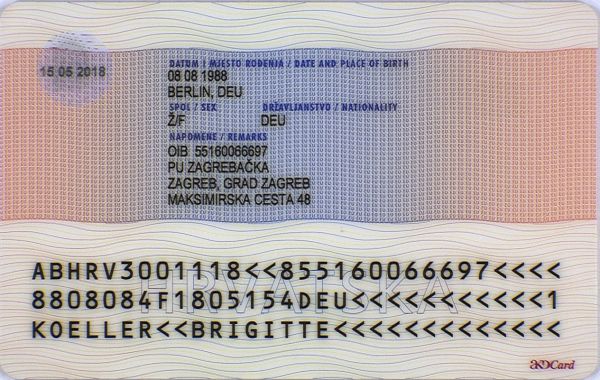 DATUM I MJESTO ROĐENJA / DATE AND PLACE OF BIRTH
15 05 2018
08 08 1988
BERLIN, DEU
SPOL / SEX DRŽAVLJANSTVO / NATIONALITY
Ž/F DEU
NAPOMENE / REMARKS
OIB 55160066697
PU ZAGREBAČKA
ZAGREB, GRAD ZAGREB
MAKSIMIRSKA CESTA 48
HRVATSKA
ABHRV3001118<<855160066697<<<<
8808084F1805154DEU<<<<<<<<<<<1
KOELLER<<BRIGITTE<<<<<<<<<<<<<
AKDCard